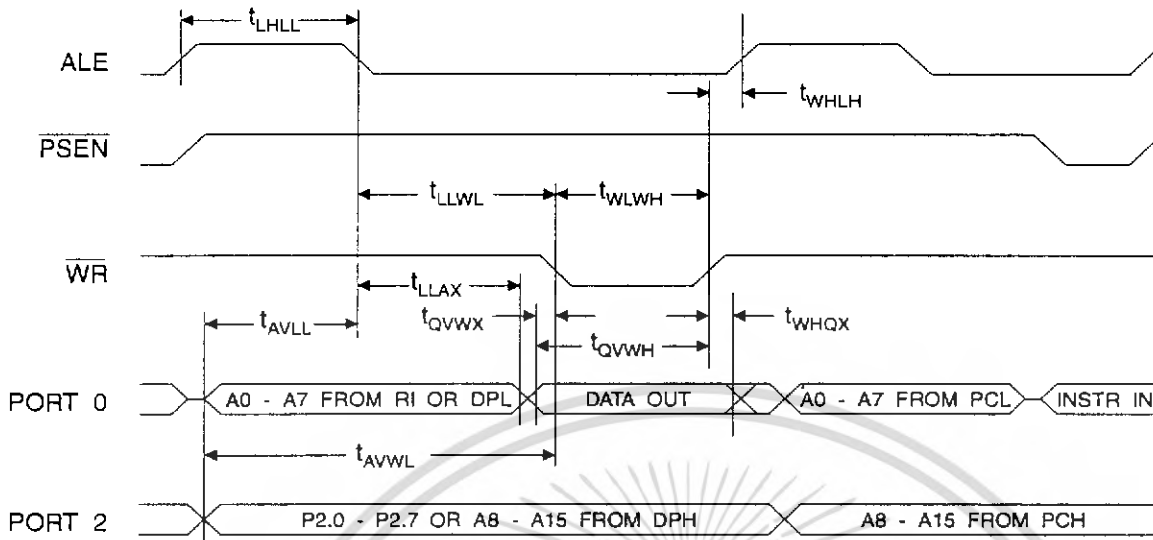 tLHLL
ALE
tWHLH
PSEN
tLLWL
tWLWH
WR
tLLAX
tAVLL
tQVWX
tWHQX
tQVWH
PORT 0
A0 - A7 FROM RI OR DPL
DATA OUT
A0 - A7 FROM PCL
INSTR IN
tAVWL
PORT 2
P2.0 - P2.7 OR A8 - A15 FROM DPH
A8 - A15 FROM PCH